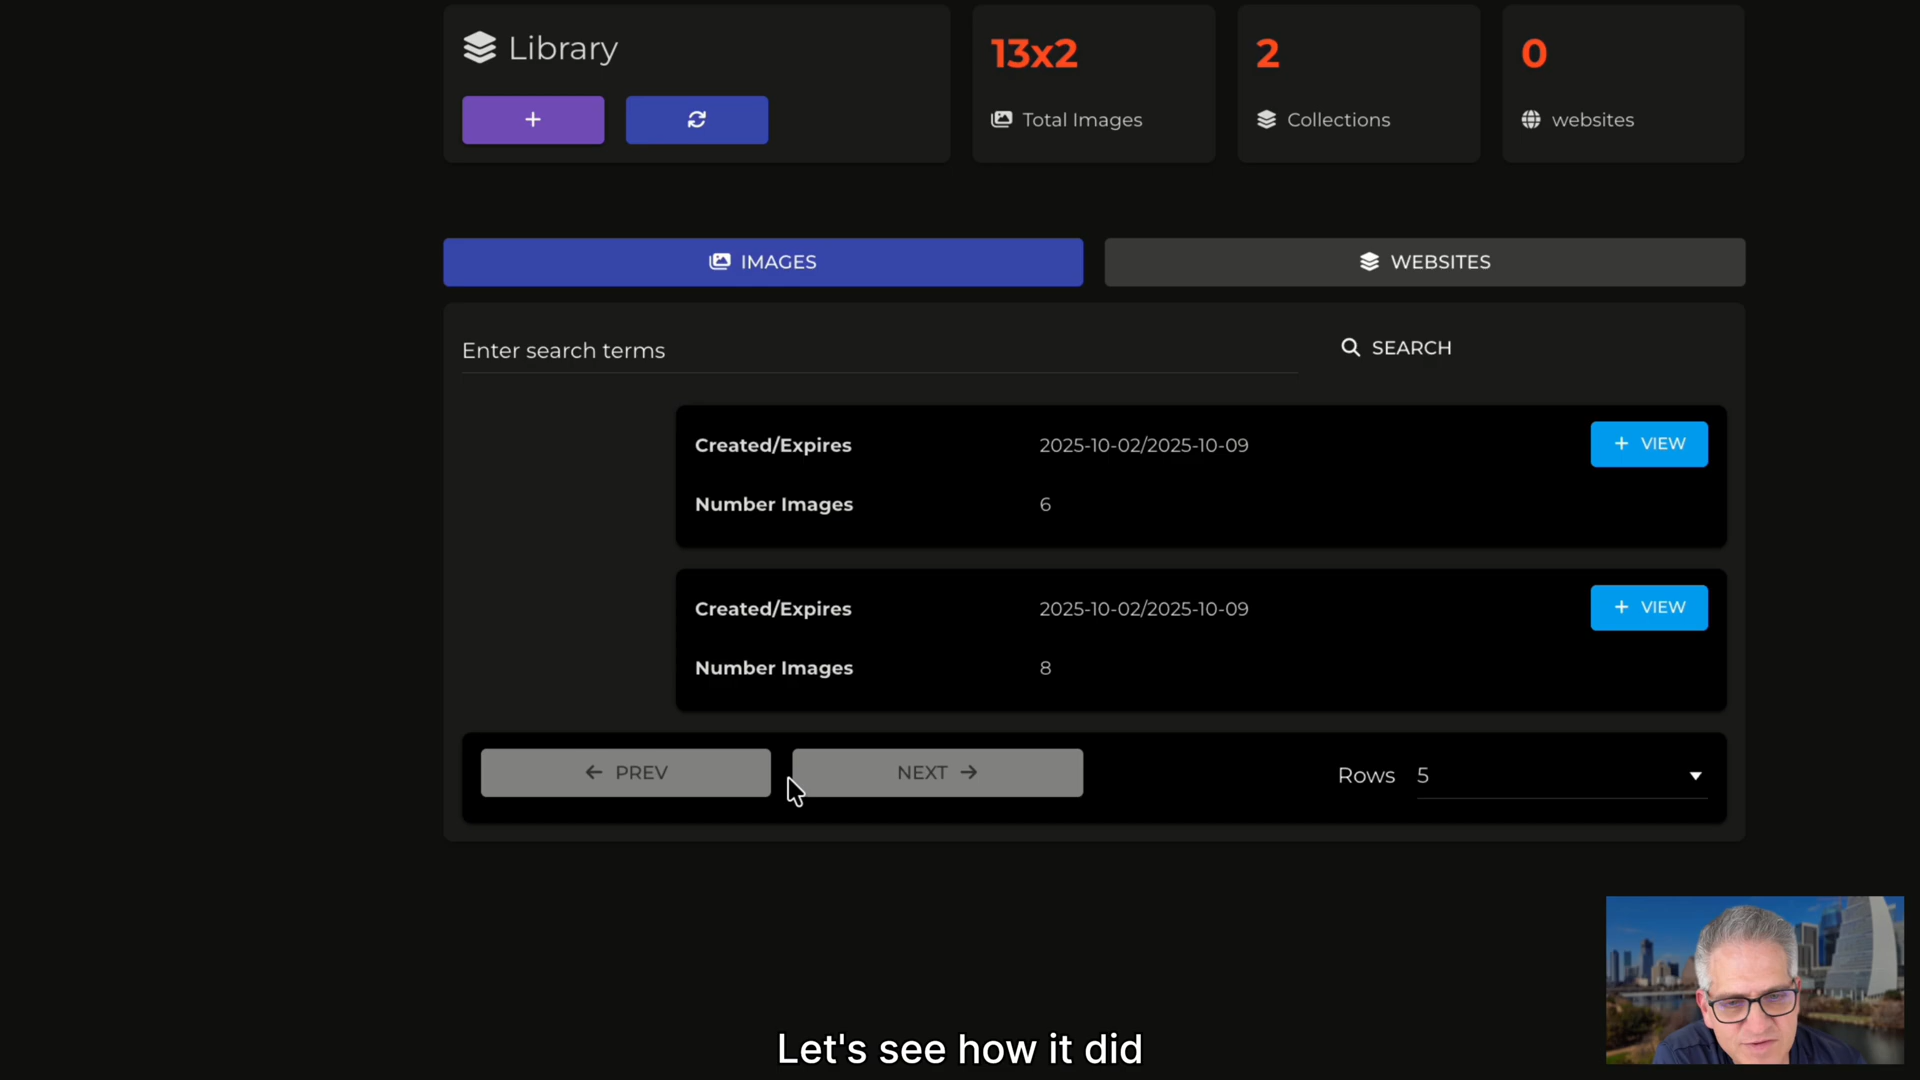 Library
13x2
Total Images
2
Collections
0
websites
IMAGES
WEBSITES
Enter search terms
SEARCH
Created/Expires 2025-10-02/2025-10-09
+ VIEW
Number Images 6
Created/Expires 2025-10-02/2025-10-09
+ VIEW
Number Images 8
← PREV
NEXT →
Rows 5
Let's see how it did